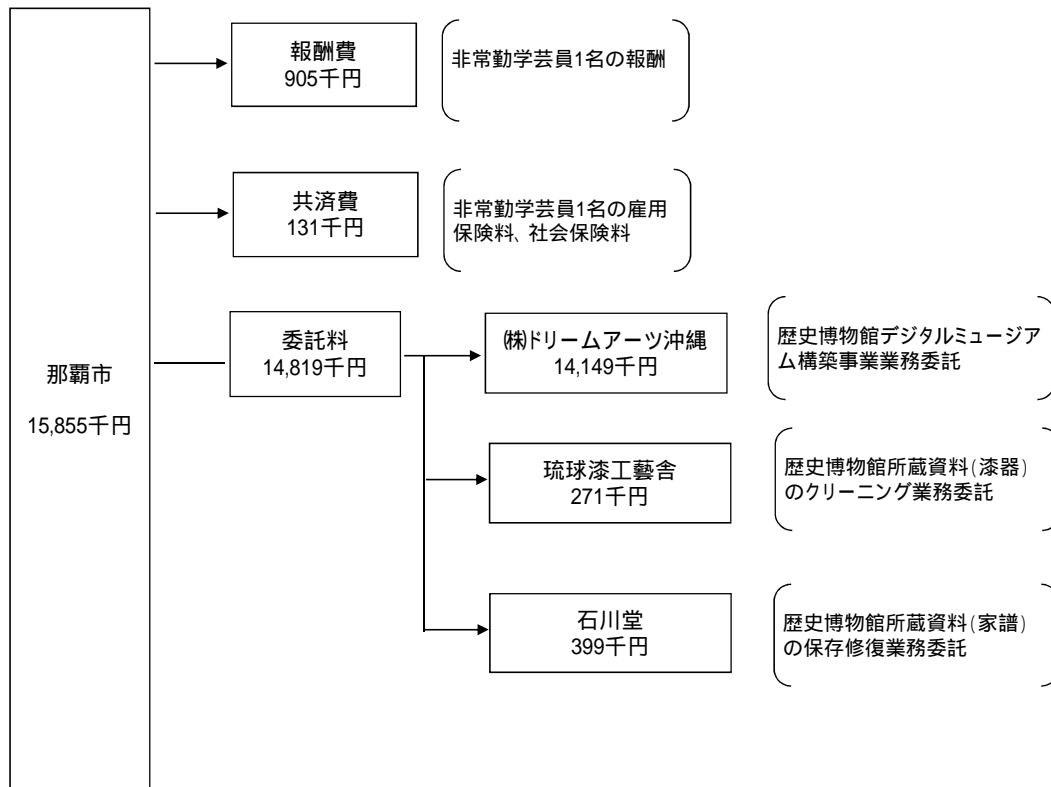 報酬費
905千円
非常勤学芸員1名の報酬
共済費
131千円
非常勤学芸員1名の雇用
保険料、社会保険料
那覇市
15,855千円
委託料
14,819千円
㈱ドリームアーツ沖縄
14,149千円
歴史博物館デジタルミュージア
ム構築事業業務委託
琉球漆工藝舎
271千円
歴史博物館所蔵資料(漆器)
のクリーニング業務委託
石川堂
399千円
歴史博物館所蔵資料(家譜)
の保存修復業務委託